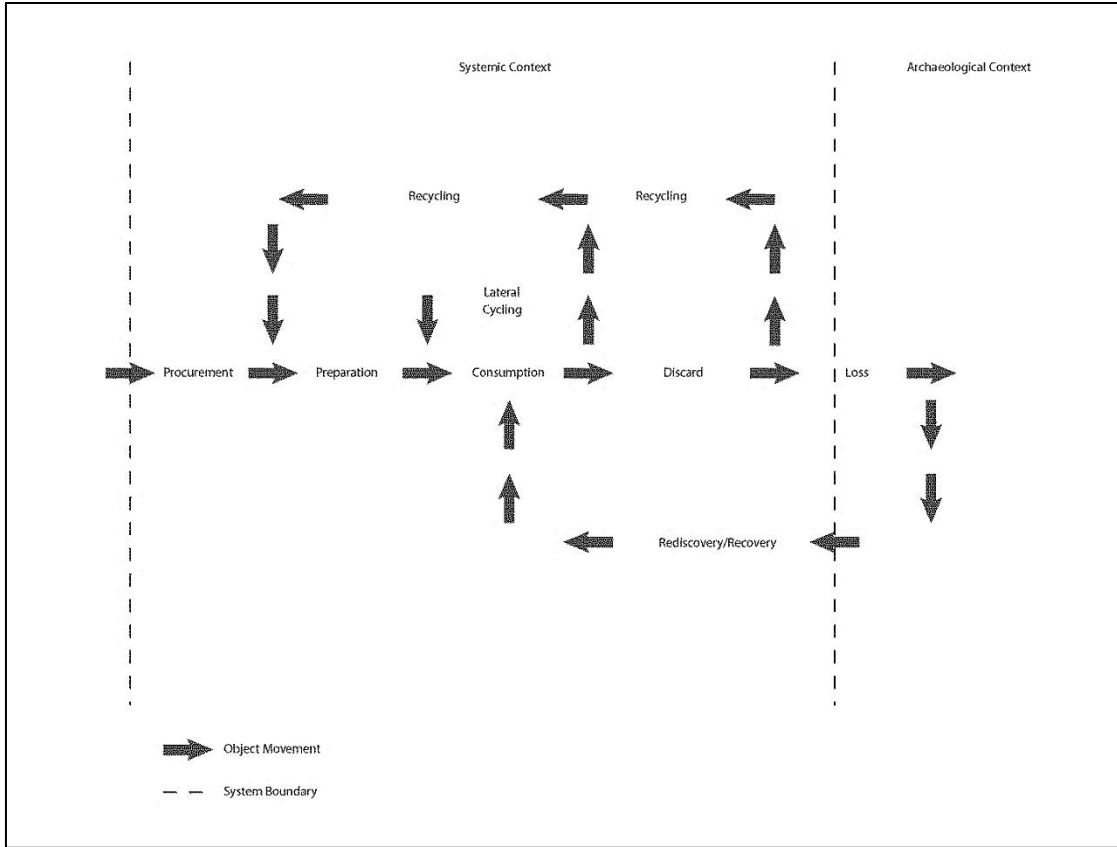 Systemic Context
Archaeological Context
Recycling
Recycling
Lateral
Cycling
Procurement
Preparation
Consumption
Discard
Loss
Rediscovery/Recovery
Object Movement
System Boundary